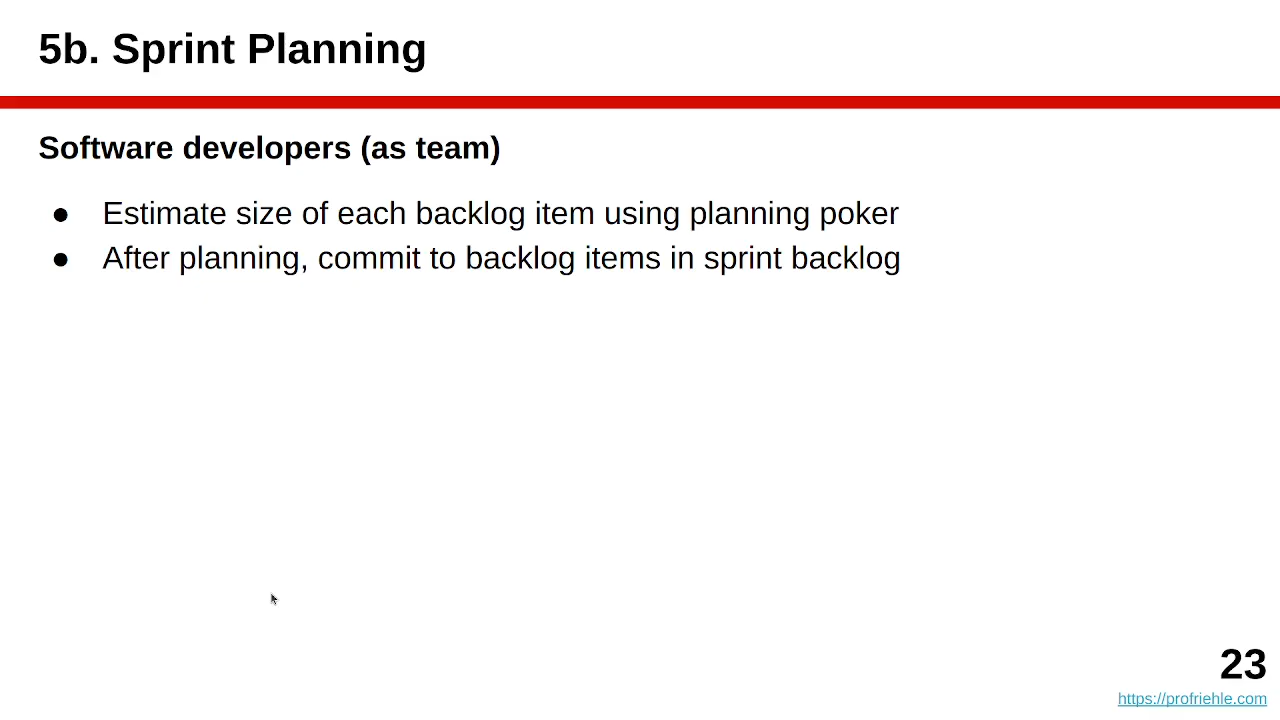 5b. Sprint Planning
Software developers (as team)
● Estimate size of each backlog item using planning poker
● After planning, commit to backlog items in sprint backlog
23
https://profriehle.com